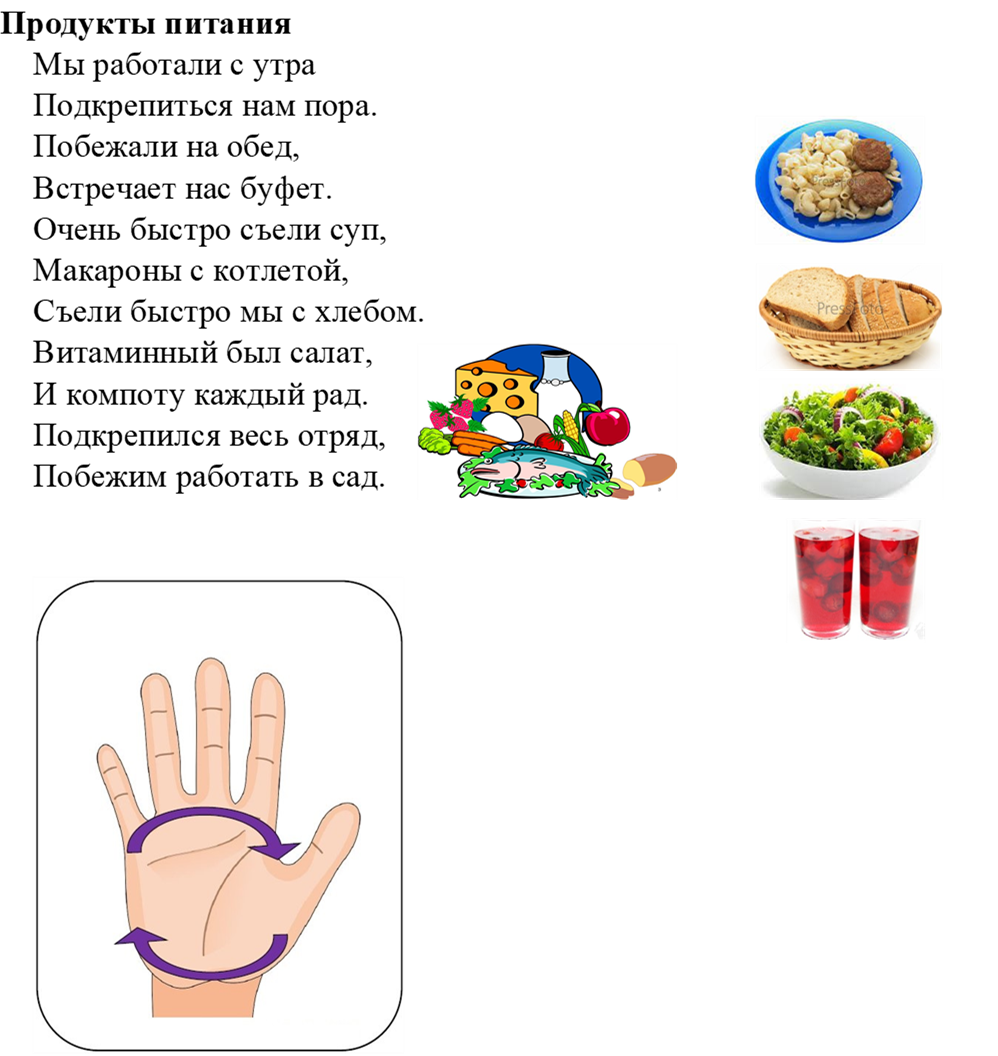 Продукты питания
Мы работали с утра
Подкрепиться нам пора.
Побежали на обед,
Встречает нас буфет.
Очень быстро съели суп,
Макароны с котлетой,
Съели быстро мы с хлебом.
Витаминный был салат,
И компоту каждый рад.
Подкрепился весь отряд,
Побежим работать в сад.